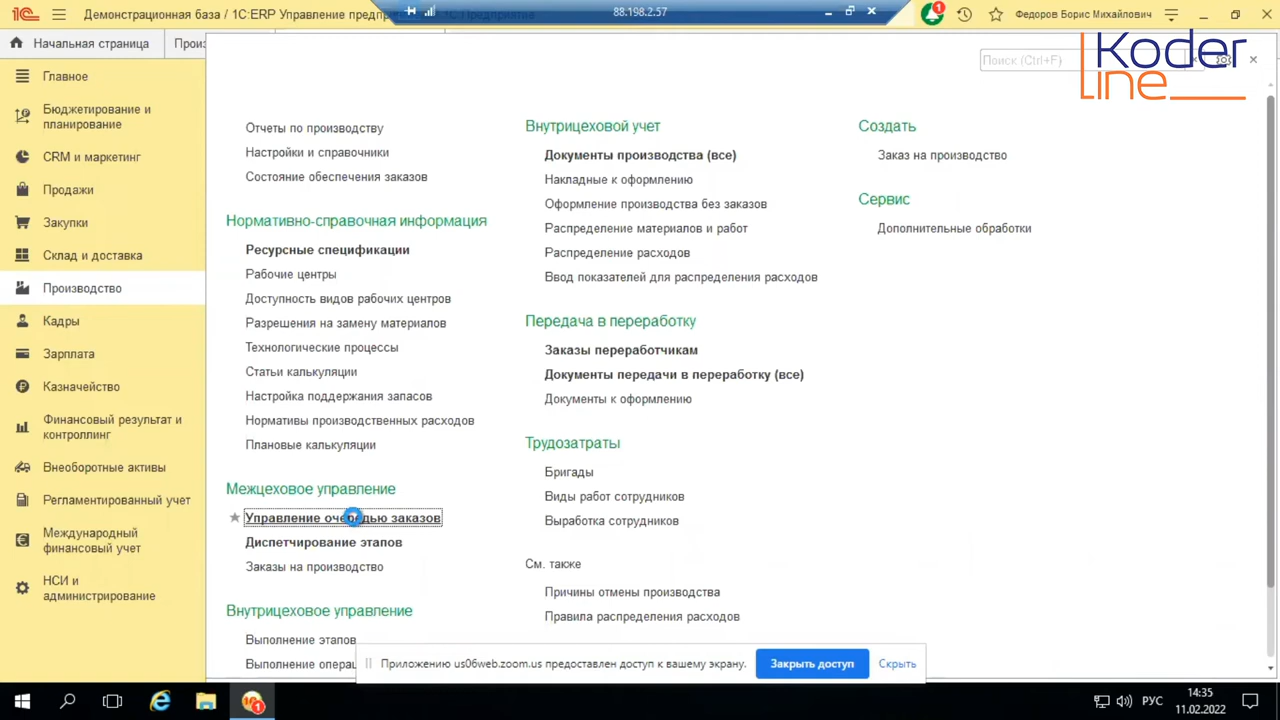 Демонстрационная база / 1С:ERP Управление предпр
88.198.2.57
1
Федоров Борис Михайлович
Начальная страница
Прои
Поиск (Ctrl+F)
Koder
line
Главное
Бюджетирование и
планирование
CRM и маркетинг
Продажи
Закупки
Склад и доставка
Производство
Кадры
Зарплата
Казначейство
Финансовый результат и
контроллинг
Внеоборотные активы
Регламентированный учет
Международный
финансовый учет
НСИ и
администрирование
Отчеты по производству
Настройки и справочники
Состояние обеспечения заказов
Нормативно-справочная информация
Ресурсные спецификации
Рабочие центры
Доступность видов рабочих центров
Разрешения на замену материалов
Технологические процессы
Статьи калькуляции
Настройка поддержания запасов
Нормативы производственных расходов
Плановые калькуляции
Межцеховое управление
Управление очередью заказов
Диспетчирование этапов
Заказы на производство
Внутрицеховое управление
Выполнение этапов
Выполнение операц
Внутрицеховой учет
Документы производства (все)
Накладные к оформлению
Оформление производства без заказов
Распределение материалов и работ
Распределение расходов
Ввод показателей для распределения расходов
Передача в переработку
Заказы переработчикам
Документы передачи в переработку (все)
Документы к оформлению
Трудозатраты
Бригады
Виды работ сотрудников
Выработка сотрудников
См. также
Причины отмены производства
Правила распределения расходов
Создать
Заказ на производство
Сервис
Дополнительные обработки
Приложению us06web.zoom.us предоставлен доступ к вашему экрану.
Закрыть доступ
Скрыть
1
РУС
14:35
11.02.2022